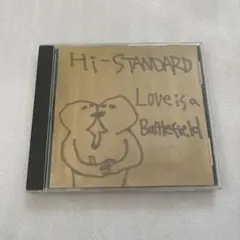 Hi-STANDARD
Love is a
Battlefield